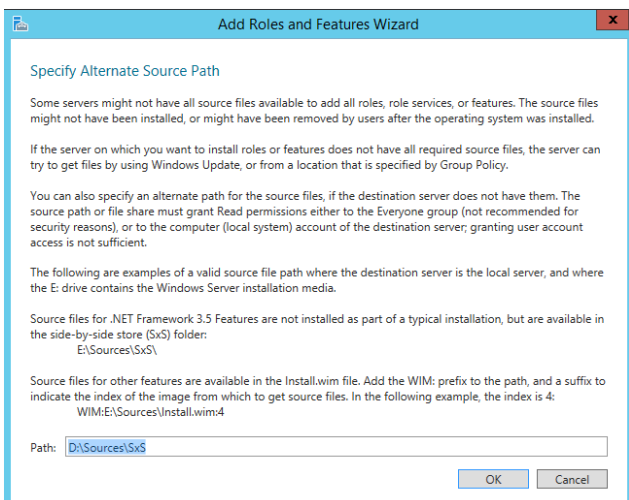 Add Roles and Features Wizard
x
Specify Alternate Source Path
Some servers might not have all source files available to add all roles, role services, or features. The source files
might not have been installed, or might have been removed by users after the operating system was installed.
If the server on which you want to install roles or features does not have all required source files, the server can
try to get files by using Windows Update, or from a location that is specified by Group Policy.
You can also specify an alternate path for the source files, if the destination server does not have them. The
source path or file share must grant Read permissions either to the Everyone group (not recommended for
security reasons), or to the computer (local system) account of the destination server; granting user account
access is not sufficient.
The following are examples of a valid source file path where the destination server is the local server, and where
the E: drive contains the Windows Server installation media.
Source files for .NET Framework 3.5 Features are not installed as part of a typical installation, but are available in
the side-by-side store (SxS) folder:
E:\Sources\SxS\
Source files for other features are available in the Install.wim file. Add the WIM: prefix to the path, and a suffix to
indicate the index of the image from which to get source files. In the following example, the index is 4:
WIM:E:\Sources\Install.wim:4
Path: D:\Sources\SxS
OK Cancel